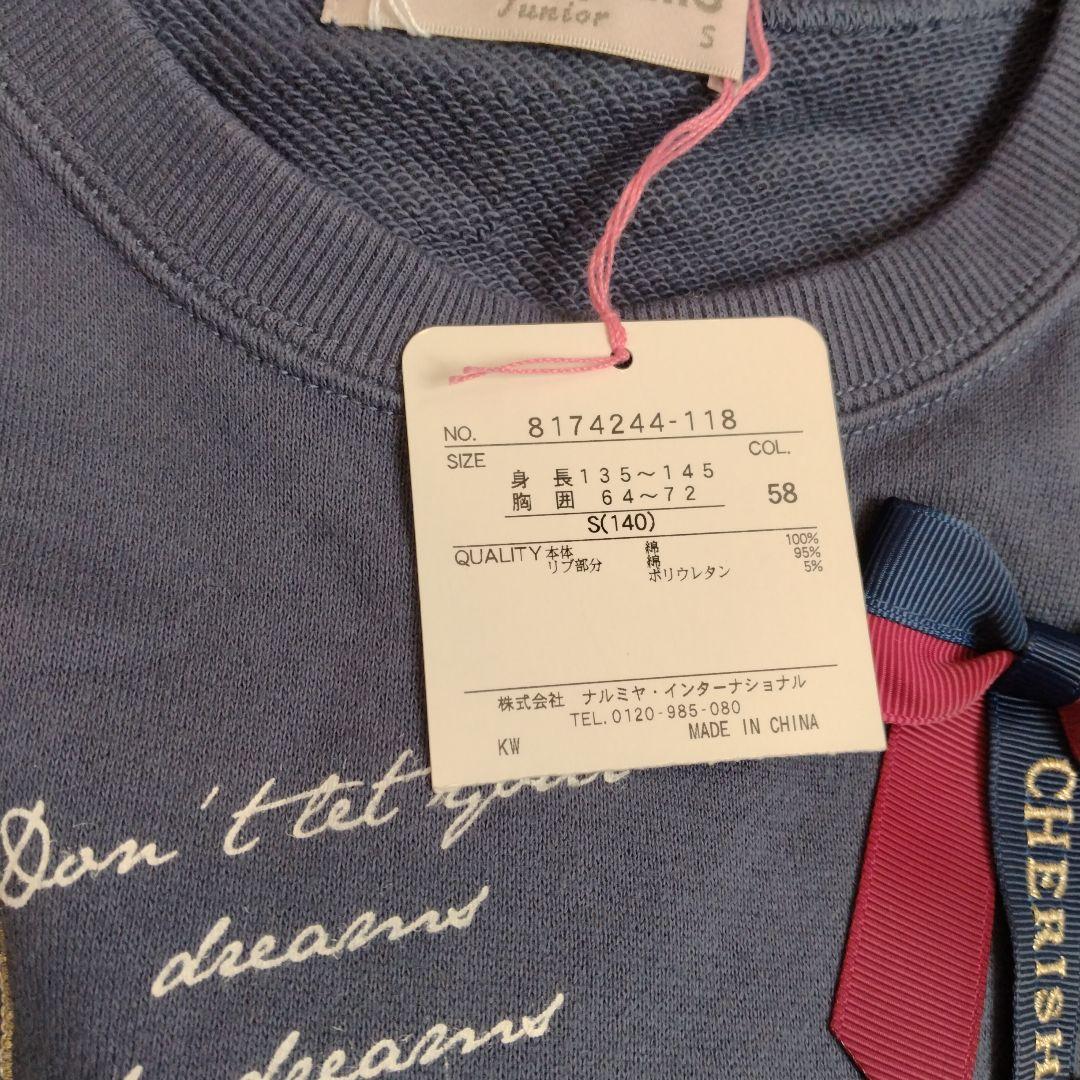 Junior
S
NO. 8174244-118
SIZE COL.
身長 135～145
胸囲 64～72
58
S(140)
QUALITY 本体 綿 100%
リブ部分 綿 95%
ポリウレタン 5%
株式会社 ナルミヤ・インターナショナル
TEL.0120-985-080
KW MADE IN CHINA
Don't let your
dreams
dreams
CHERISH